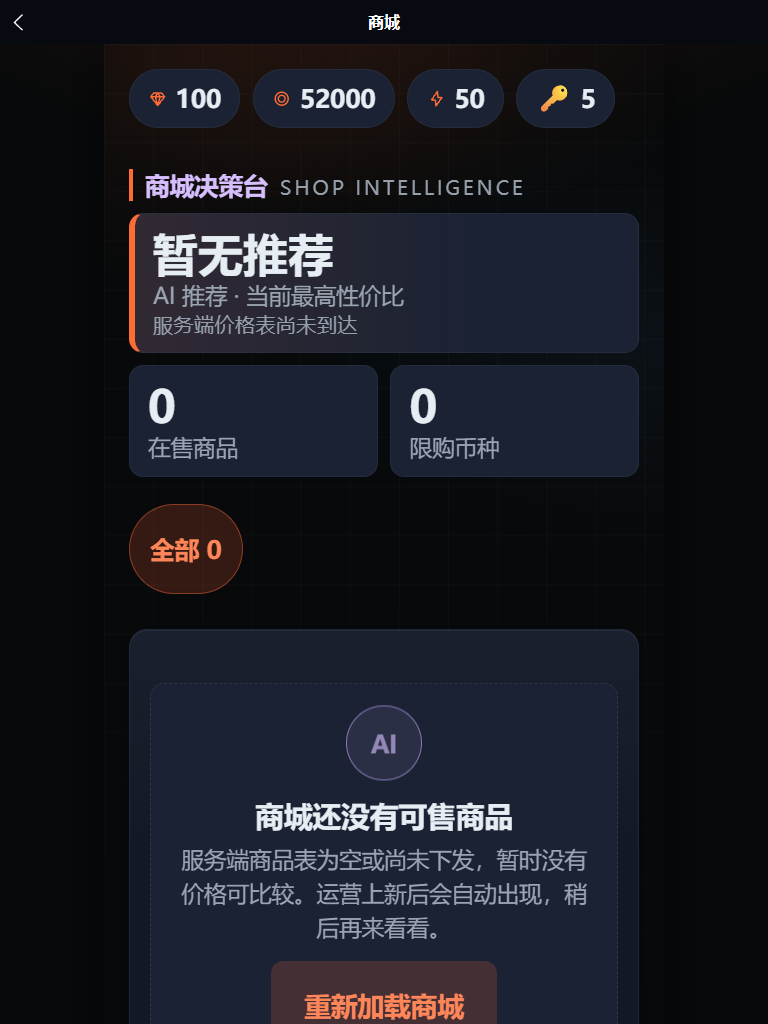 商城
100 52000 50 5
商城决策台 SHOP INTELLIGENCE
暂无推荐
AI 推荐 · 当前最高性价比
服务端价格表尚未到达
0 0
在售商品 限购币种
全部 0
AI
商城还没有可售商品
服务端商品表为空或尚未下发，暂时没有
价格可比较。运营上新后会自动出现，稍
后再来看看。
重新加载商城